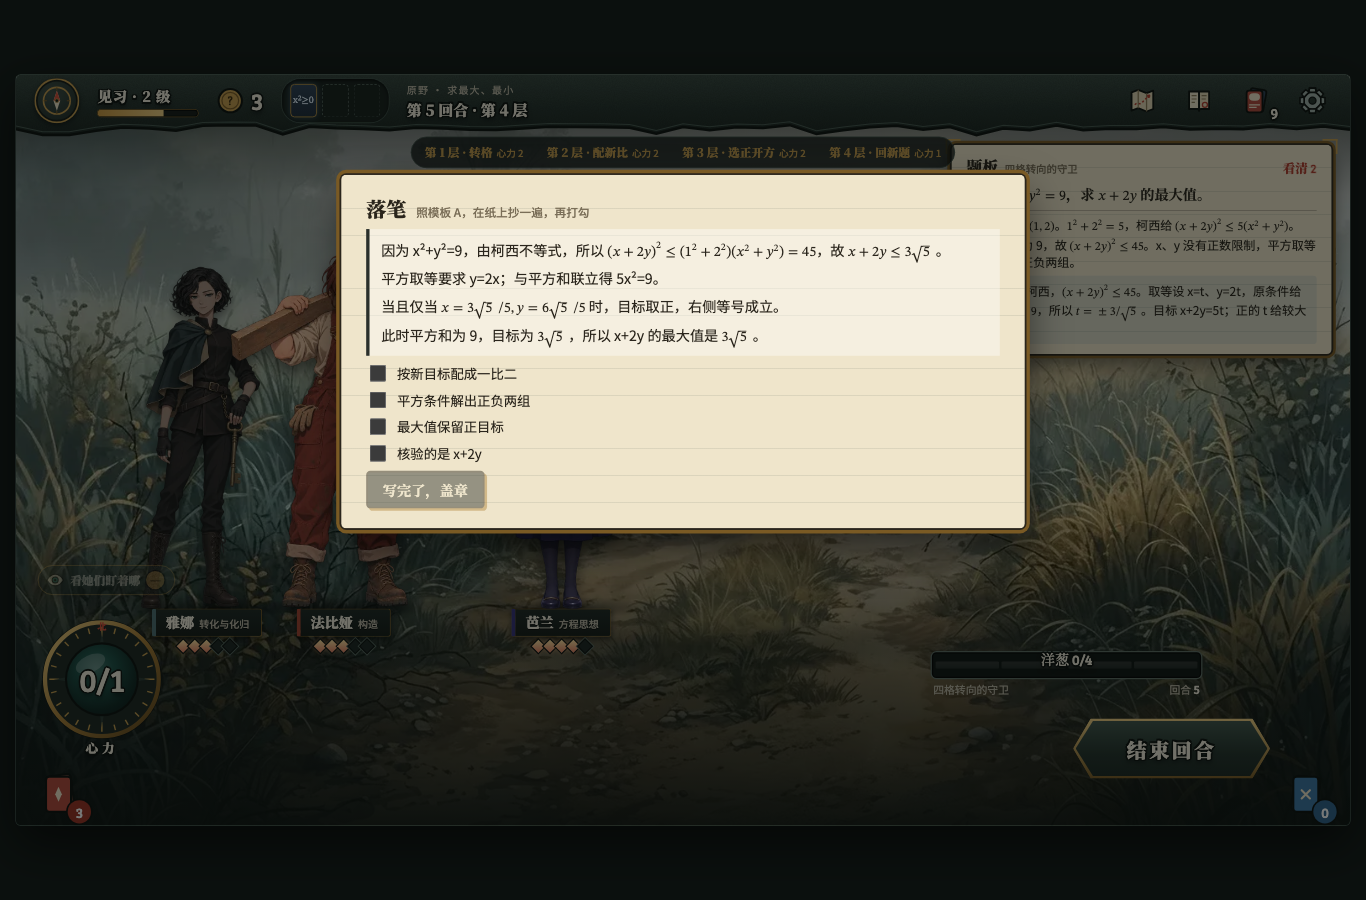 见习·2 级
3
x²≥0
原野 · 求最大、最小
第 5 回合·第 4 层
9
第 1 层·转格 心力 2 第 2 层·配新比 心力 2 第 3 层·选正开方 心力 2 第 4 层·回新题 心力 1
题板 四格转向的守卫 看清 2
y² = 9，求 x + 2y 的最大值。
(1, 2)。1² + 2² = 5，柯西给 (x + 2y)² ≤ 5(x² + y²)。
9，故 (x + 2y)² ≤ 45。x、y 没有正数限制，平方取等
负两组。
柯西，(x + 2y)² ≤ 45。取等设 x=t、y=2t，原条件给
9，所以 t = ± 3/√5 。目标 x+2y=5t；正的 t 给较大
落笔 照模板 A，在纸上抄一遍，再打勾
因为 x²+y²=9，由柯西不等式，所以 (x + 2y)² ≤ (1² + 2²)(x² + y²) = 45，故 x + 2y ≤ 3√5 。
平方取等要求 y=2x；与平方和联立得 5x²=9。
当且仅当 x = 3√5 /5, y = 6√5 /5 时，目标取正，右侧等号成立。
此时平方和为 9，目标为 3√5 ，所以 x+2y 的最大值是 3√5 。
按新目标配成一比二
平方条件解出正负两组
最大值保留正目标
核验的是 x+2y
写完了，盖章
看她们盯着哪
雅娜 转化与化归
法比娅 构造
芭兰 方程思想
0/1
心力
3
洋葱 0/4
四格转向的守卫 回合 5
结束回合
0